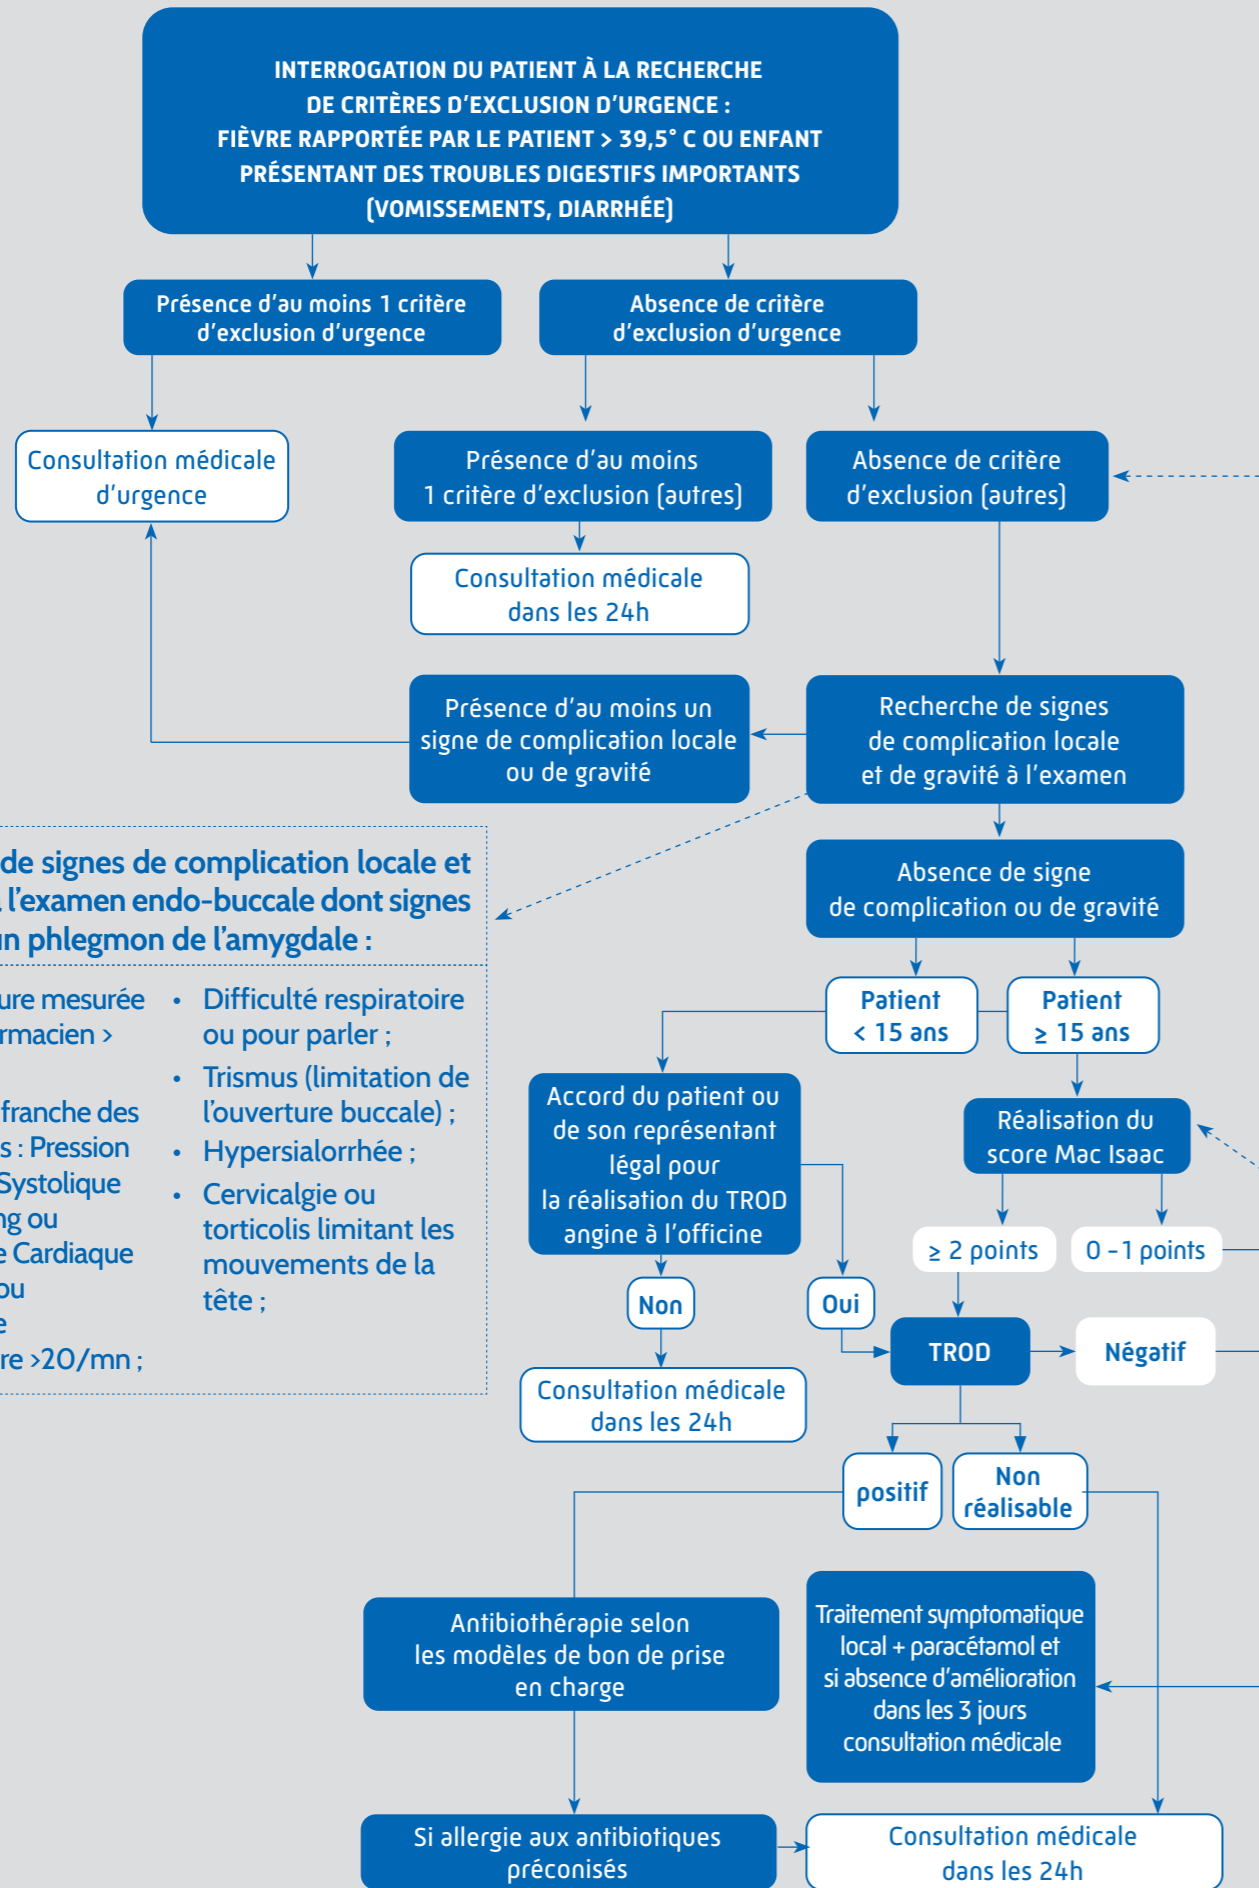 INTERROGATION DU PATIENT À LA RECHERCHE
DE CRITÈRES D'EXCLUSION D'URGENCE :
FIÈVRE RAPPORTÉE PAR LE PATIENT > 39,5° C OU ENFANT
PRÉSENTANT DES TROUBLES DIGESTIFS IMPORTANTS
(VOMISSEMENTS, DIARRHÉE)
Présence d'au moins 1 critère
d'exclusion d'urgence
Absence de critère
d'exclusion d'urgence
Consultation médicale
d'urgence
Présence d'au moins
1 critère d'exclusion (autres)
Absence de critère
d'exclusion (autres)
Consultation médicale
dans les 24h
Présence d'au moins un
signe de complication locale
ou de gravité
Recherche de signes
de complication locale
et de gravité à l'examen
de signes de complication locale et
l'examen endo-buccale dont signes
un phlegmon de l'amygdale :
ure mesurée
rmacien >
franche des
s : Pression
Systolique
ng ou
e Cardiaque
ou
e
re >20/mn ;
• Difficulté respiratoire
ou pour parler ;
• Trismus (limitation de
l'ouverture buccale) ;
• Hypersialorrhée ;
• Cervicalgie ou
torticolis limitant les
mouvements de la
tête ;
Absence de signe
de complication ou de gravité
Patient
< 15 ans
Patient
≥ 15 ans
Accord du patient ou
de son représentant
légal pour
la réalisation du TROD
angine à l'officine
Réalisation du
score Mac Isaac
≥ 2 points
0 -1 points
Non
Oui
TROD
Négatif
Consultation médicale
dans les 24h
positif
Non
réalisable
Antibiothérapie selon
les modèles de bon de prise
en charge
Traitement symptomatique
local + paracétamol et
si absence d'amélioration
dans les 3 jours
consultation médicale
Si allergie aux antibiotiques
préconisés
Consultation médicale
dans les 24h